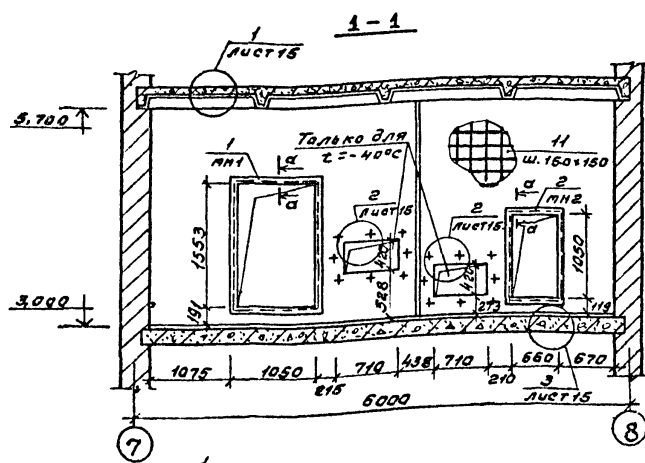 1-1
1
лист 15
5,700
Только для
t = -40°С
11
ш. 150×150
1
мн1
а
а
2
лист 15
2
лист 15
а
а
2
мн2
1553
191
420
528
420
273
1050
119
3,000
1075
1050
215
710
438
710
210
660
670
3
лист 15
6000
7
8